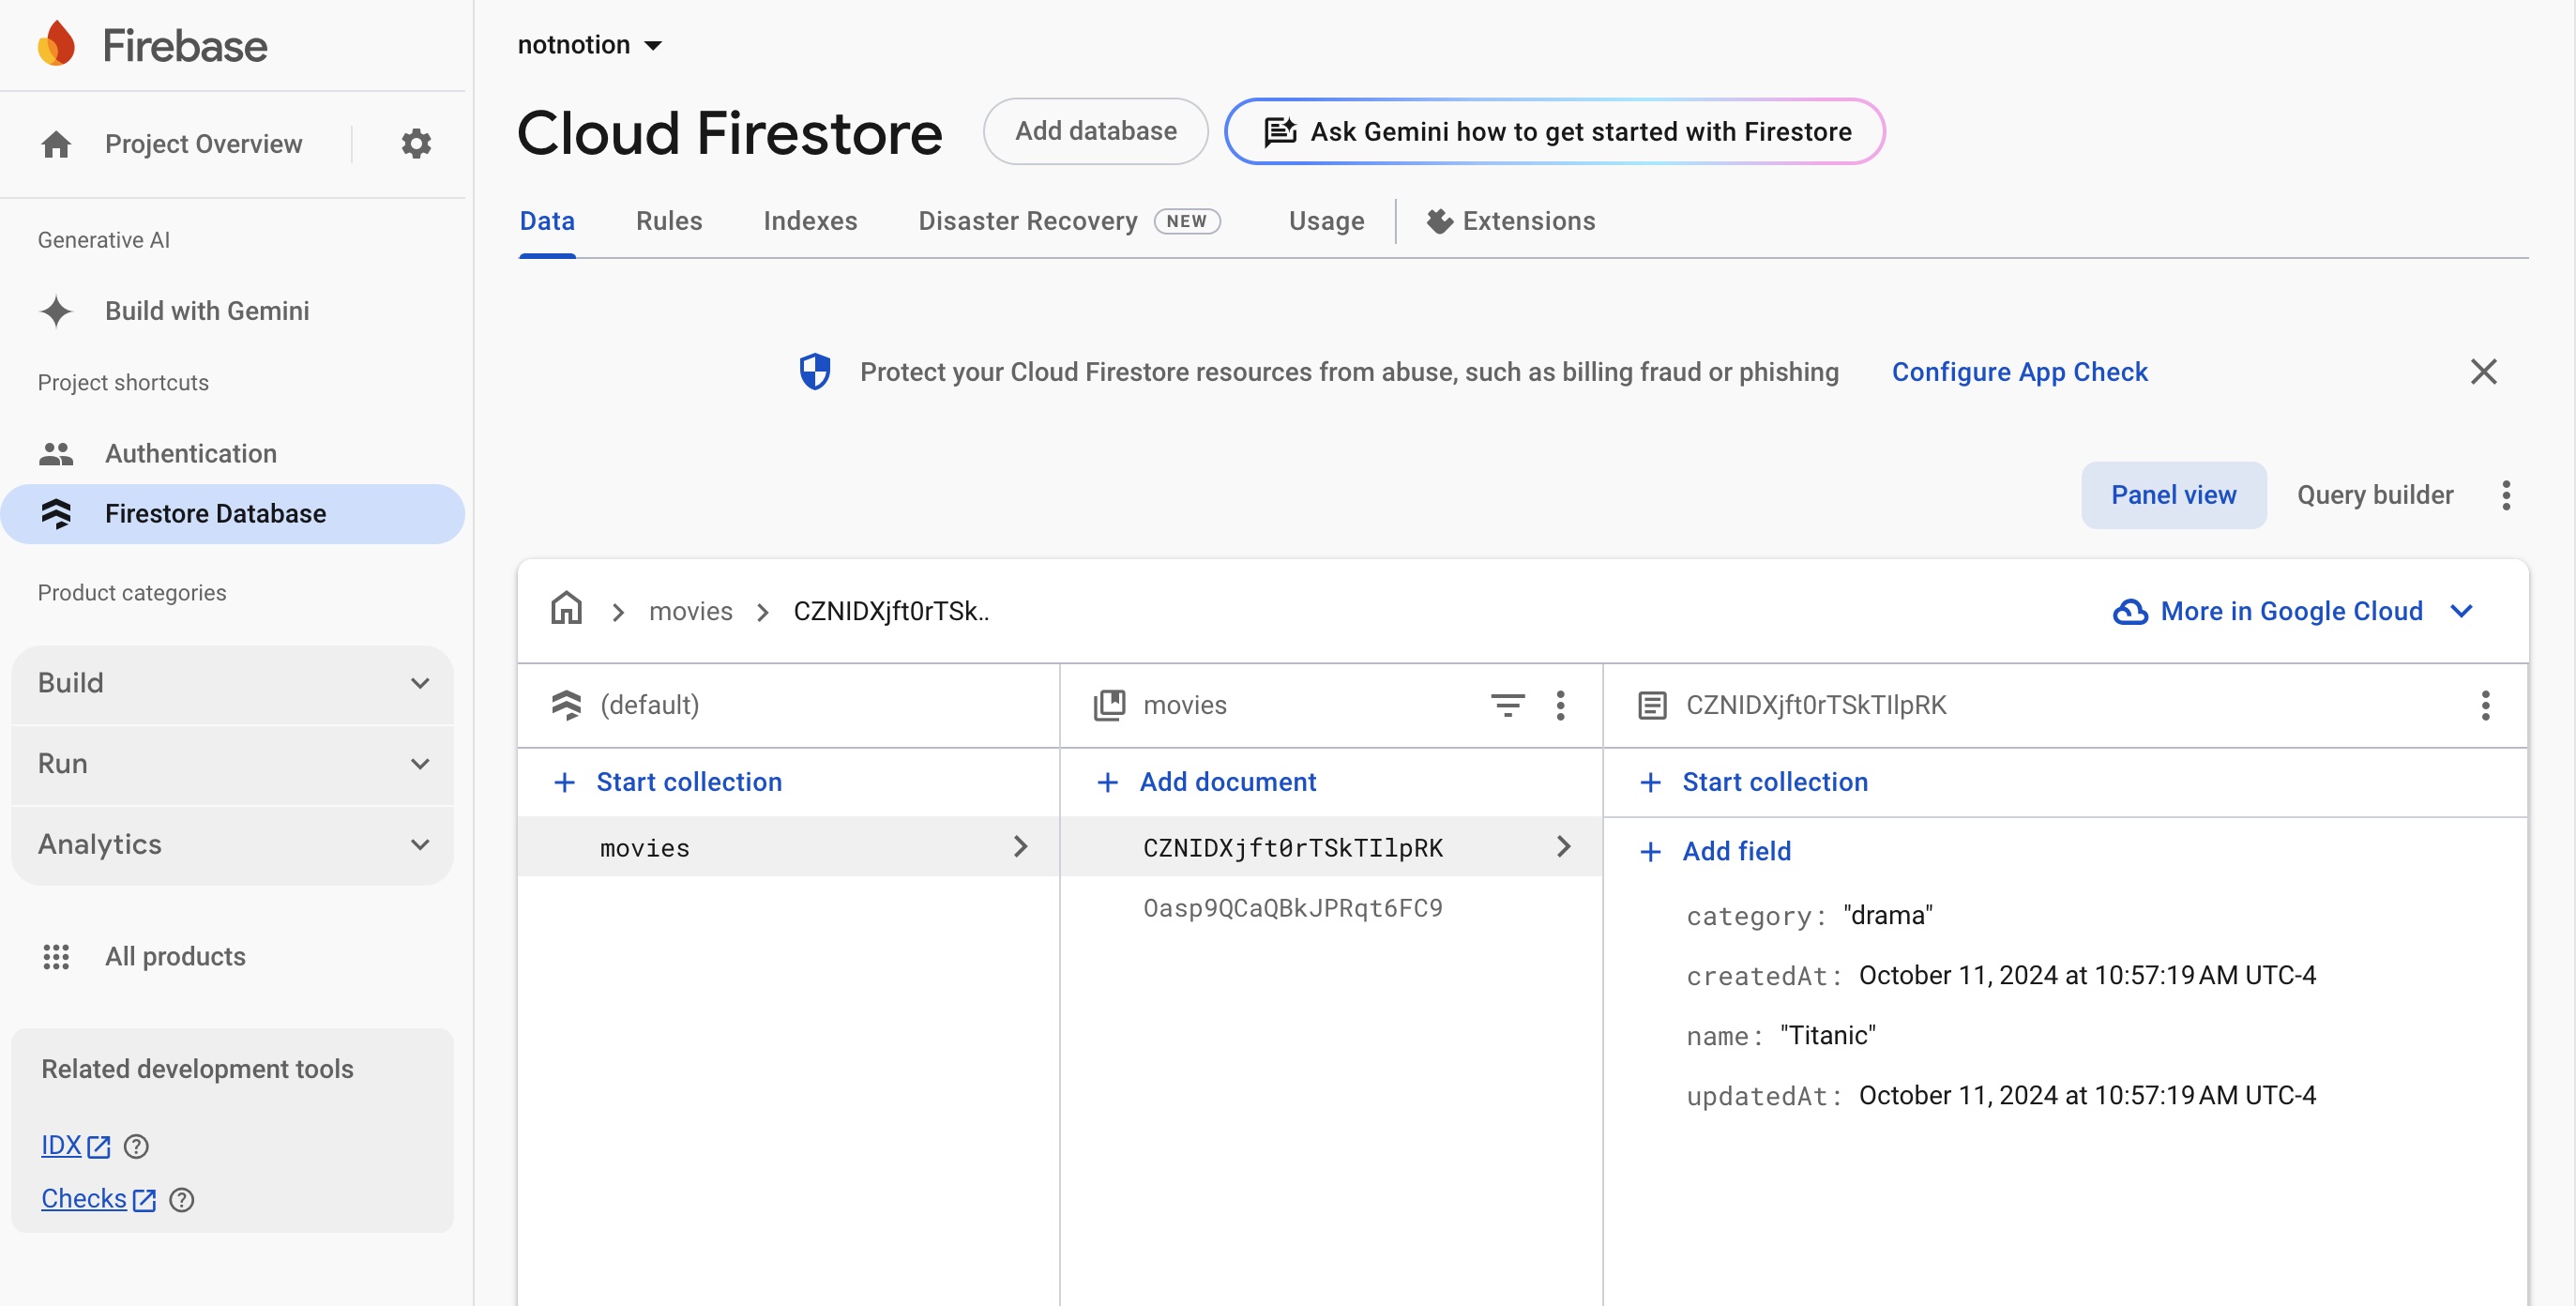 Firebase
Project Overview
Generative AI
Build with Gemini
Project shortcuts
Authentication
Firestore Database
Product categories
Build
Run
Analytics
All products
Related development tools
IDX
Checks
notnotion
Cloud Firestore
Add database
Ask Gemini how to get started with Firestore
Data Rules Indexes Disaster Recovery NEW Usage Extensions
Protect your Cloud Firestore resources from abuse, such as billing fraud or phishing Configure App Check
Panel view Query builder
movies CZNIDXjft0rTSk.. More in Google Cloud
(default)
Start collection
movies
movies
Add document
CZNIDXjft0rTSkTIlpRK
Oasp9QCaQBkJPRqt6FC9
CZNIDXjft0rTSkTIlpRK
Start collection
Add field
category: "drama"
createdAt: October 11, 2024 at 10:57:19 AM UTC-4
name: "Titanic"
updatedAt: October 11, 2024 at 10:57:19 AM UTC-4